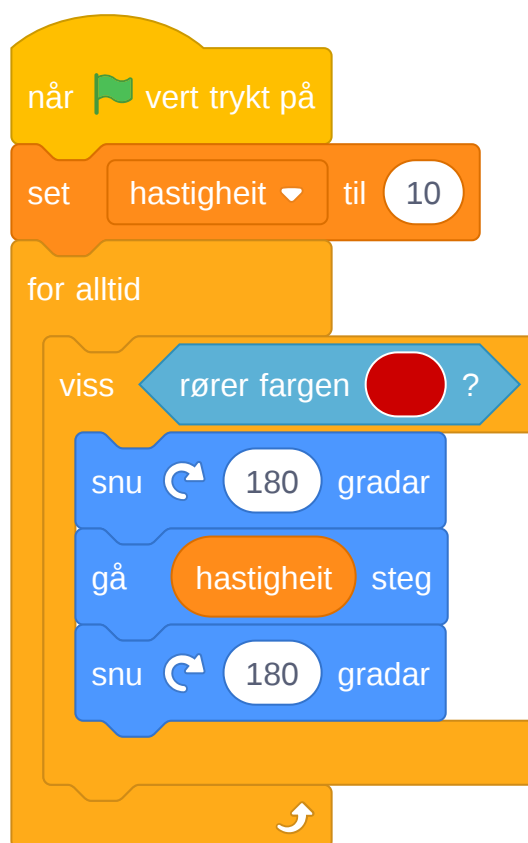 når vert trykt på
set hastigheit til 10
for alltid
viss rører fargen ?
snu 180 gradar
gå hastigheit steg
snu 180 gradar